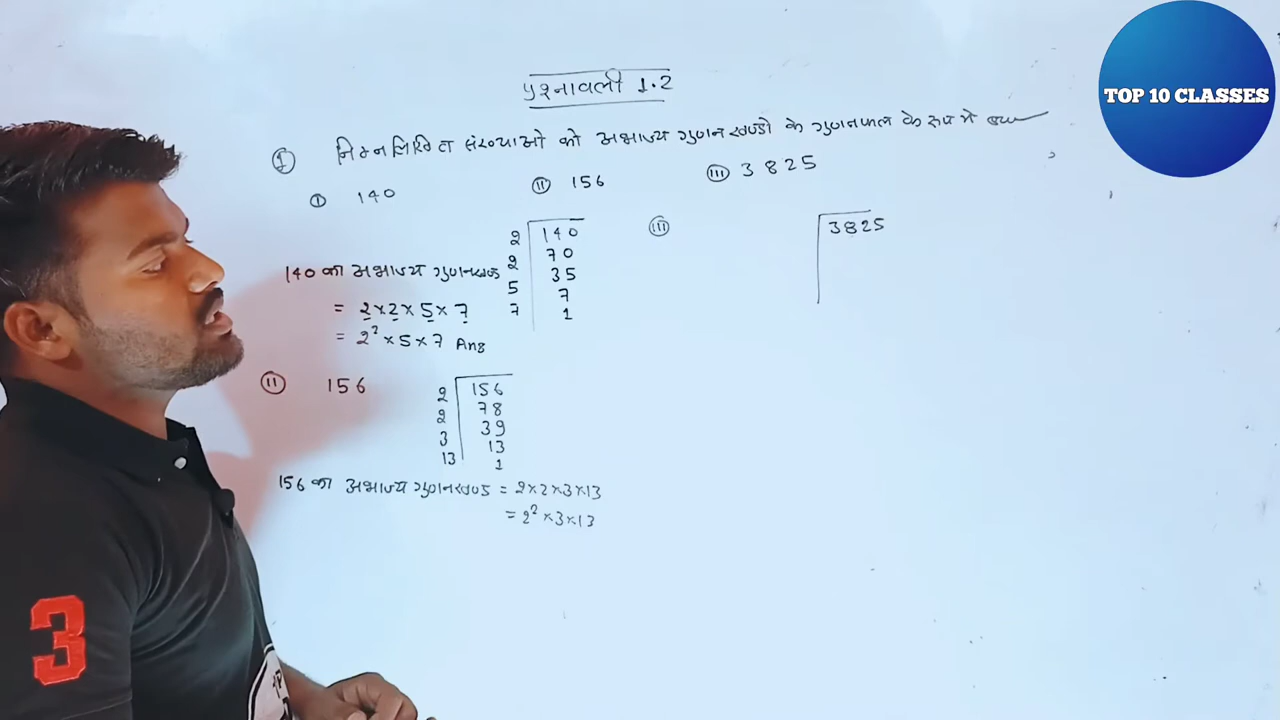 प्रश्नावली 1.2
TOP 10 CLASSES
① निम्नलिखित संख्याओ को अभाज्य गुणनखण्डो के गुणनफल के रूप मे
① 140 ⑪ 156 ⑪⑪ 3825
2 140
2 70
5 35
7 7
1
140 का अभाज्य गुणनखण्ड
= 2×2×5×7
= 2²×5×7 Ans
(III) 3825
(II) 156
2 156
2 78
3 39
13 13
1
156 का अभाज्य गुणनखण्ड = 2×2×3×13
= 2²×3×13
3